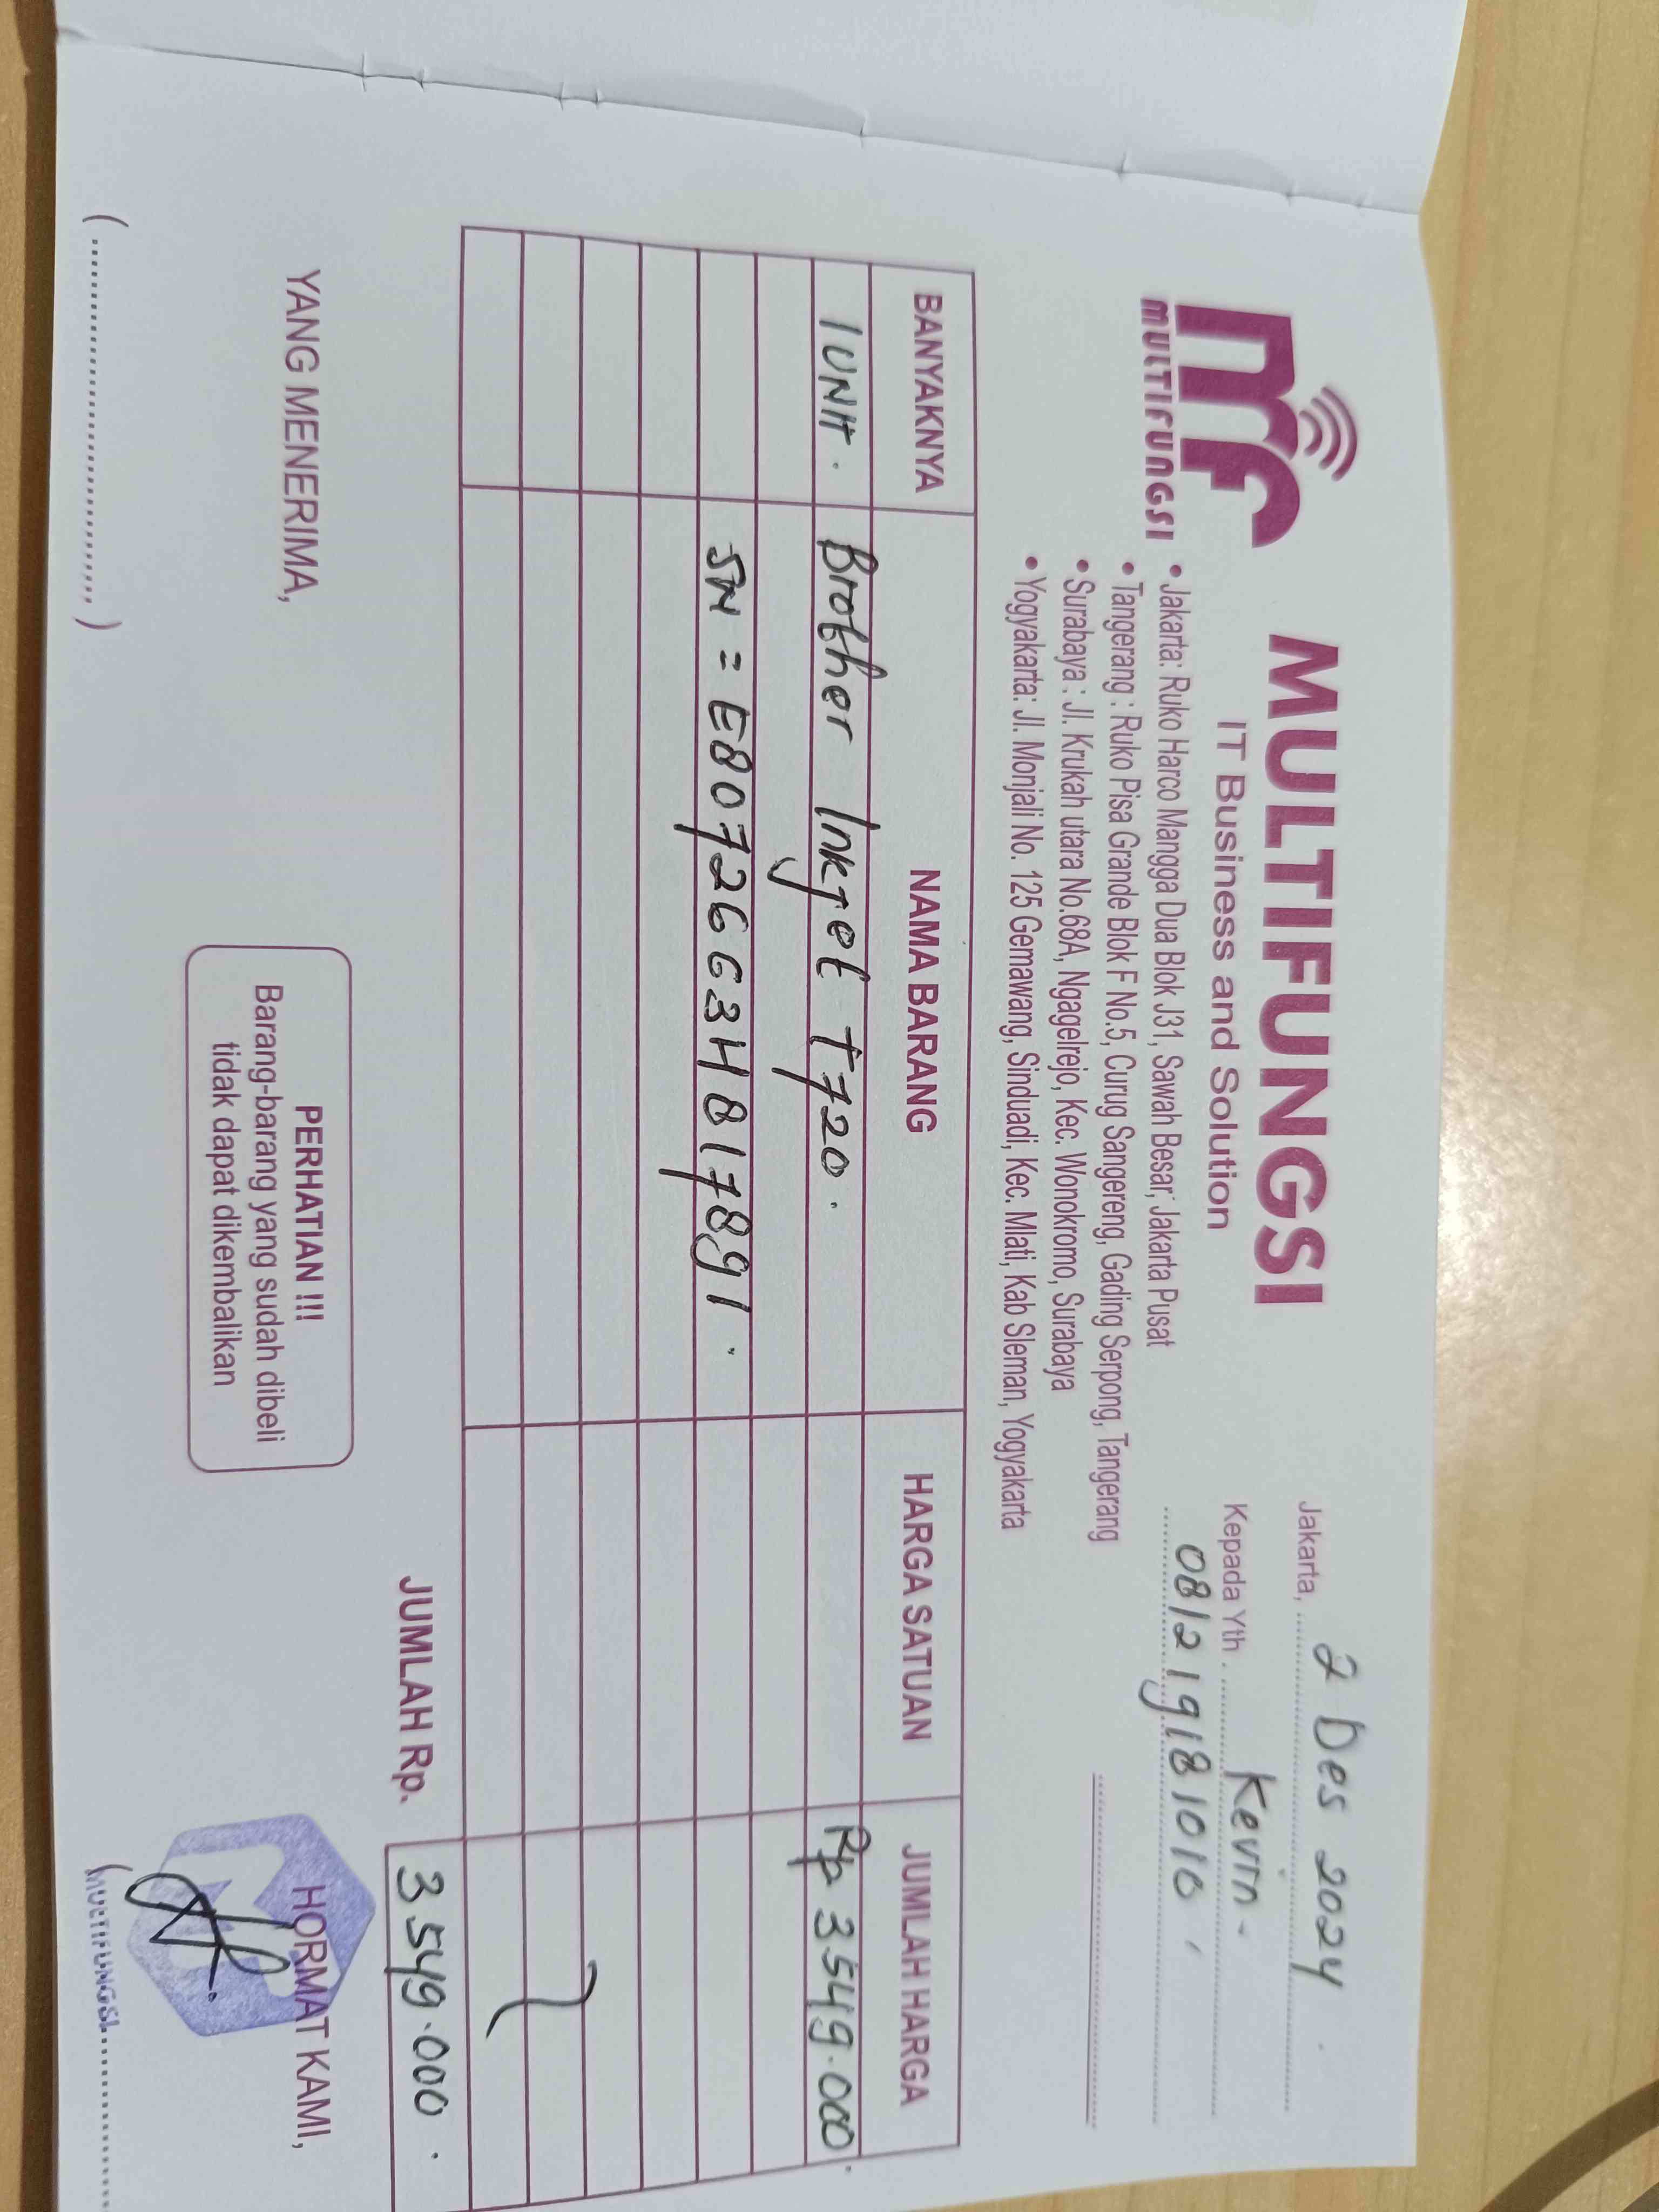 MULTIFUNGSI
MULTIFUNGSI
IT Business and Solution
• Jakarta: Ruko Harco Mangga Dua Blok J31, Sawah Besar, Jakarta Pusat
• Tangerang : Ruko Pisa Grande Blok F No.5, Curug Sangereng, Gading Serpong, Tangerang
• Surabaya : Jl. Krukah utara No.68A, Ngagelrejo, Kec. Wonokromo, Surabaya
• Yogyakarta: Jl. Monjali No. 125 Gemawang, Sinduadi, Kec. Mlati, Kab Sleman, Yogyakarta
Jakarta, 2 Des 2024
Kepada Yth. Kevin
BANYAKNYA NAMA BARANG HARGA SATUAN JUMLAH HARGA
1 UNIT. Brother Inkjet T720. Rp 3.549.000
SN = E80726G3H817891.
JUMLAH Rp. 3.549.000.
YANG MENERIMA,
PERHATIAN !!!
Barang-barang yang sudah dibeli
tidak dapat dikembalikan
HORMAT KAMI,
MULTIFUNGSI